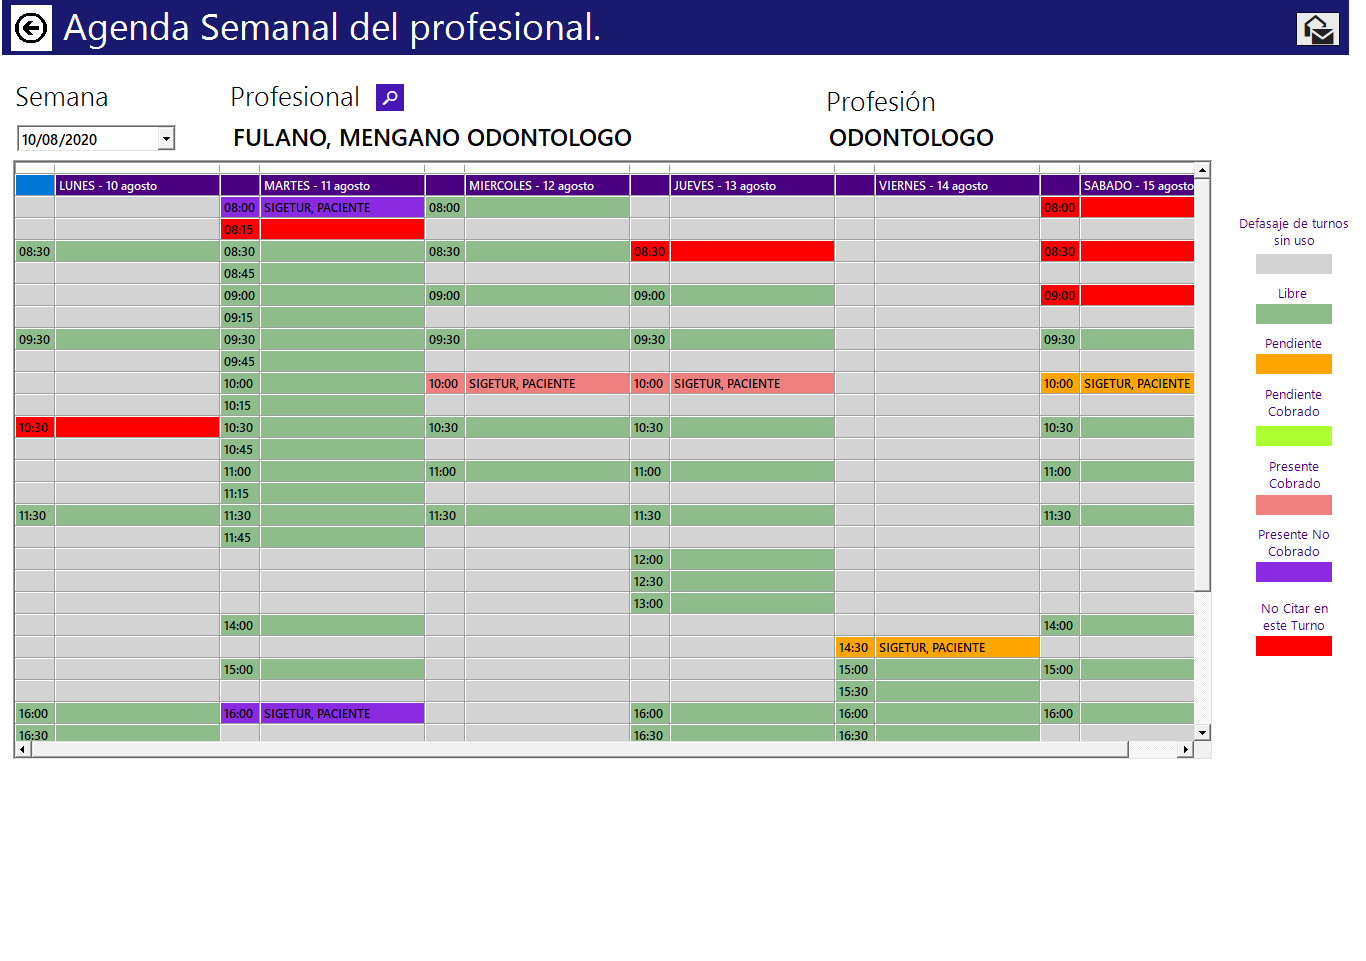 Agenda Semanal del profesional.
Semana
Profesional
Profesión
10/08/2020
FULANO, MENGANO ODONTOLOGO
ODONTOLOGO
LUNES - 10 agosto MARTES - 11 agosto MIERCOLES - 12 agosto JUEVES - 13 agosto VIERNES - 14 agosto SABADO - 15 agosto
08:00 SIGETUR, PACIENTE 08:00 08:00
08:15
08:30 08:30 08:30 08:30 08:30
08:45
09:00 09:00 09:00 09:00
09:15
09:30 09:30 09:30 09:30 09:30
09:45
10:00 10:00 SIGETUR, PACIENTE 10:00 SIGETUR, PACIENTE 10:00 SIGETUR, PACIENTE
10:15
10:30 10:30 10:30 10:30 10:30
10:45
11:00 11:00 11:00 11:00
11:15
11:30 11:30 11:30 11:30 11:30
11:45
12:00
12:30
13:00
14:00 14:00
14:30 SIGETUR, PACIENTE
15:00 15:00 15:00
15:30
16:00 16:00 SIGETUR, PACIENTE 16:00 16:00 16:00
16:30 16:30 16:30
Defasaje de turnos
sin uso
Libre
Pendiente
Pendiente
Cobrado
Presente
Cobrado
Presente No
Cobrado
No Citar en
este Turno